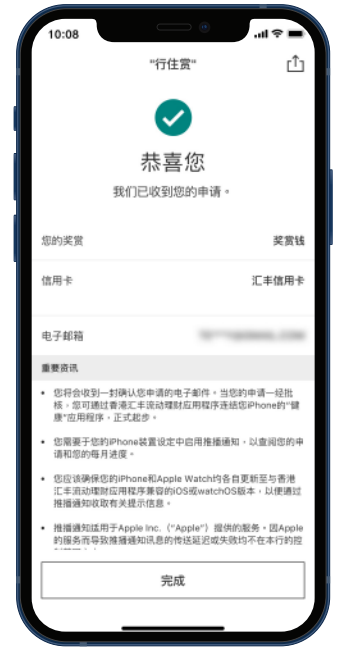 10:08
“行住赏“
恭喜您
我们已收到您的申请。
您的奖赏 奖赏钱
信用卡 汇丰信用卡
电子邮箱
重要资讯
• 您将会收到一封确认您申请的电子邮件。当您的申请一经批
核，您可通过香港汇丰流动理财应用程序连结您iPhone的“健
康”应用程序，正式起步。
• 您需要于您的iPhone装置设定中启用推播通知，以查阅您的申
请和您的每月进度。
• 您应该确保您的iPhone和Apple Watch均各自更新至与香港
汇丰流动理财应用程序兼容的iOS或watchOS版本，以便通过
推播通知收取有关提示信息。
• 推播通知适用于Apple Inc.（“Apple”）提供的服务。因Apple
的服务而导致推播通知讯息的传送延迟或失败均不在本行的控
完成